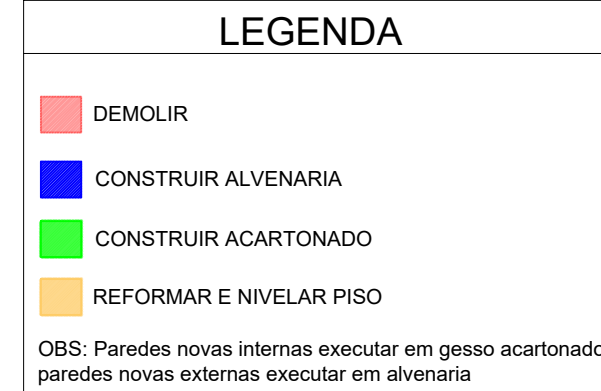 LEGENDA
DEMOLIR
CONSTRUIR ALVENARIA
CONSTRUIR ACARTONADO
REFORMAR E NIVELAR PISO
OBS: Paredes novas internas executar em gesso acartonado
paredes novas externas executar em alvenaria